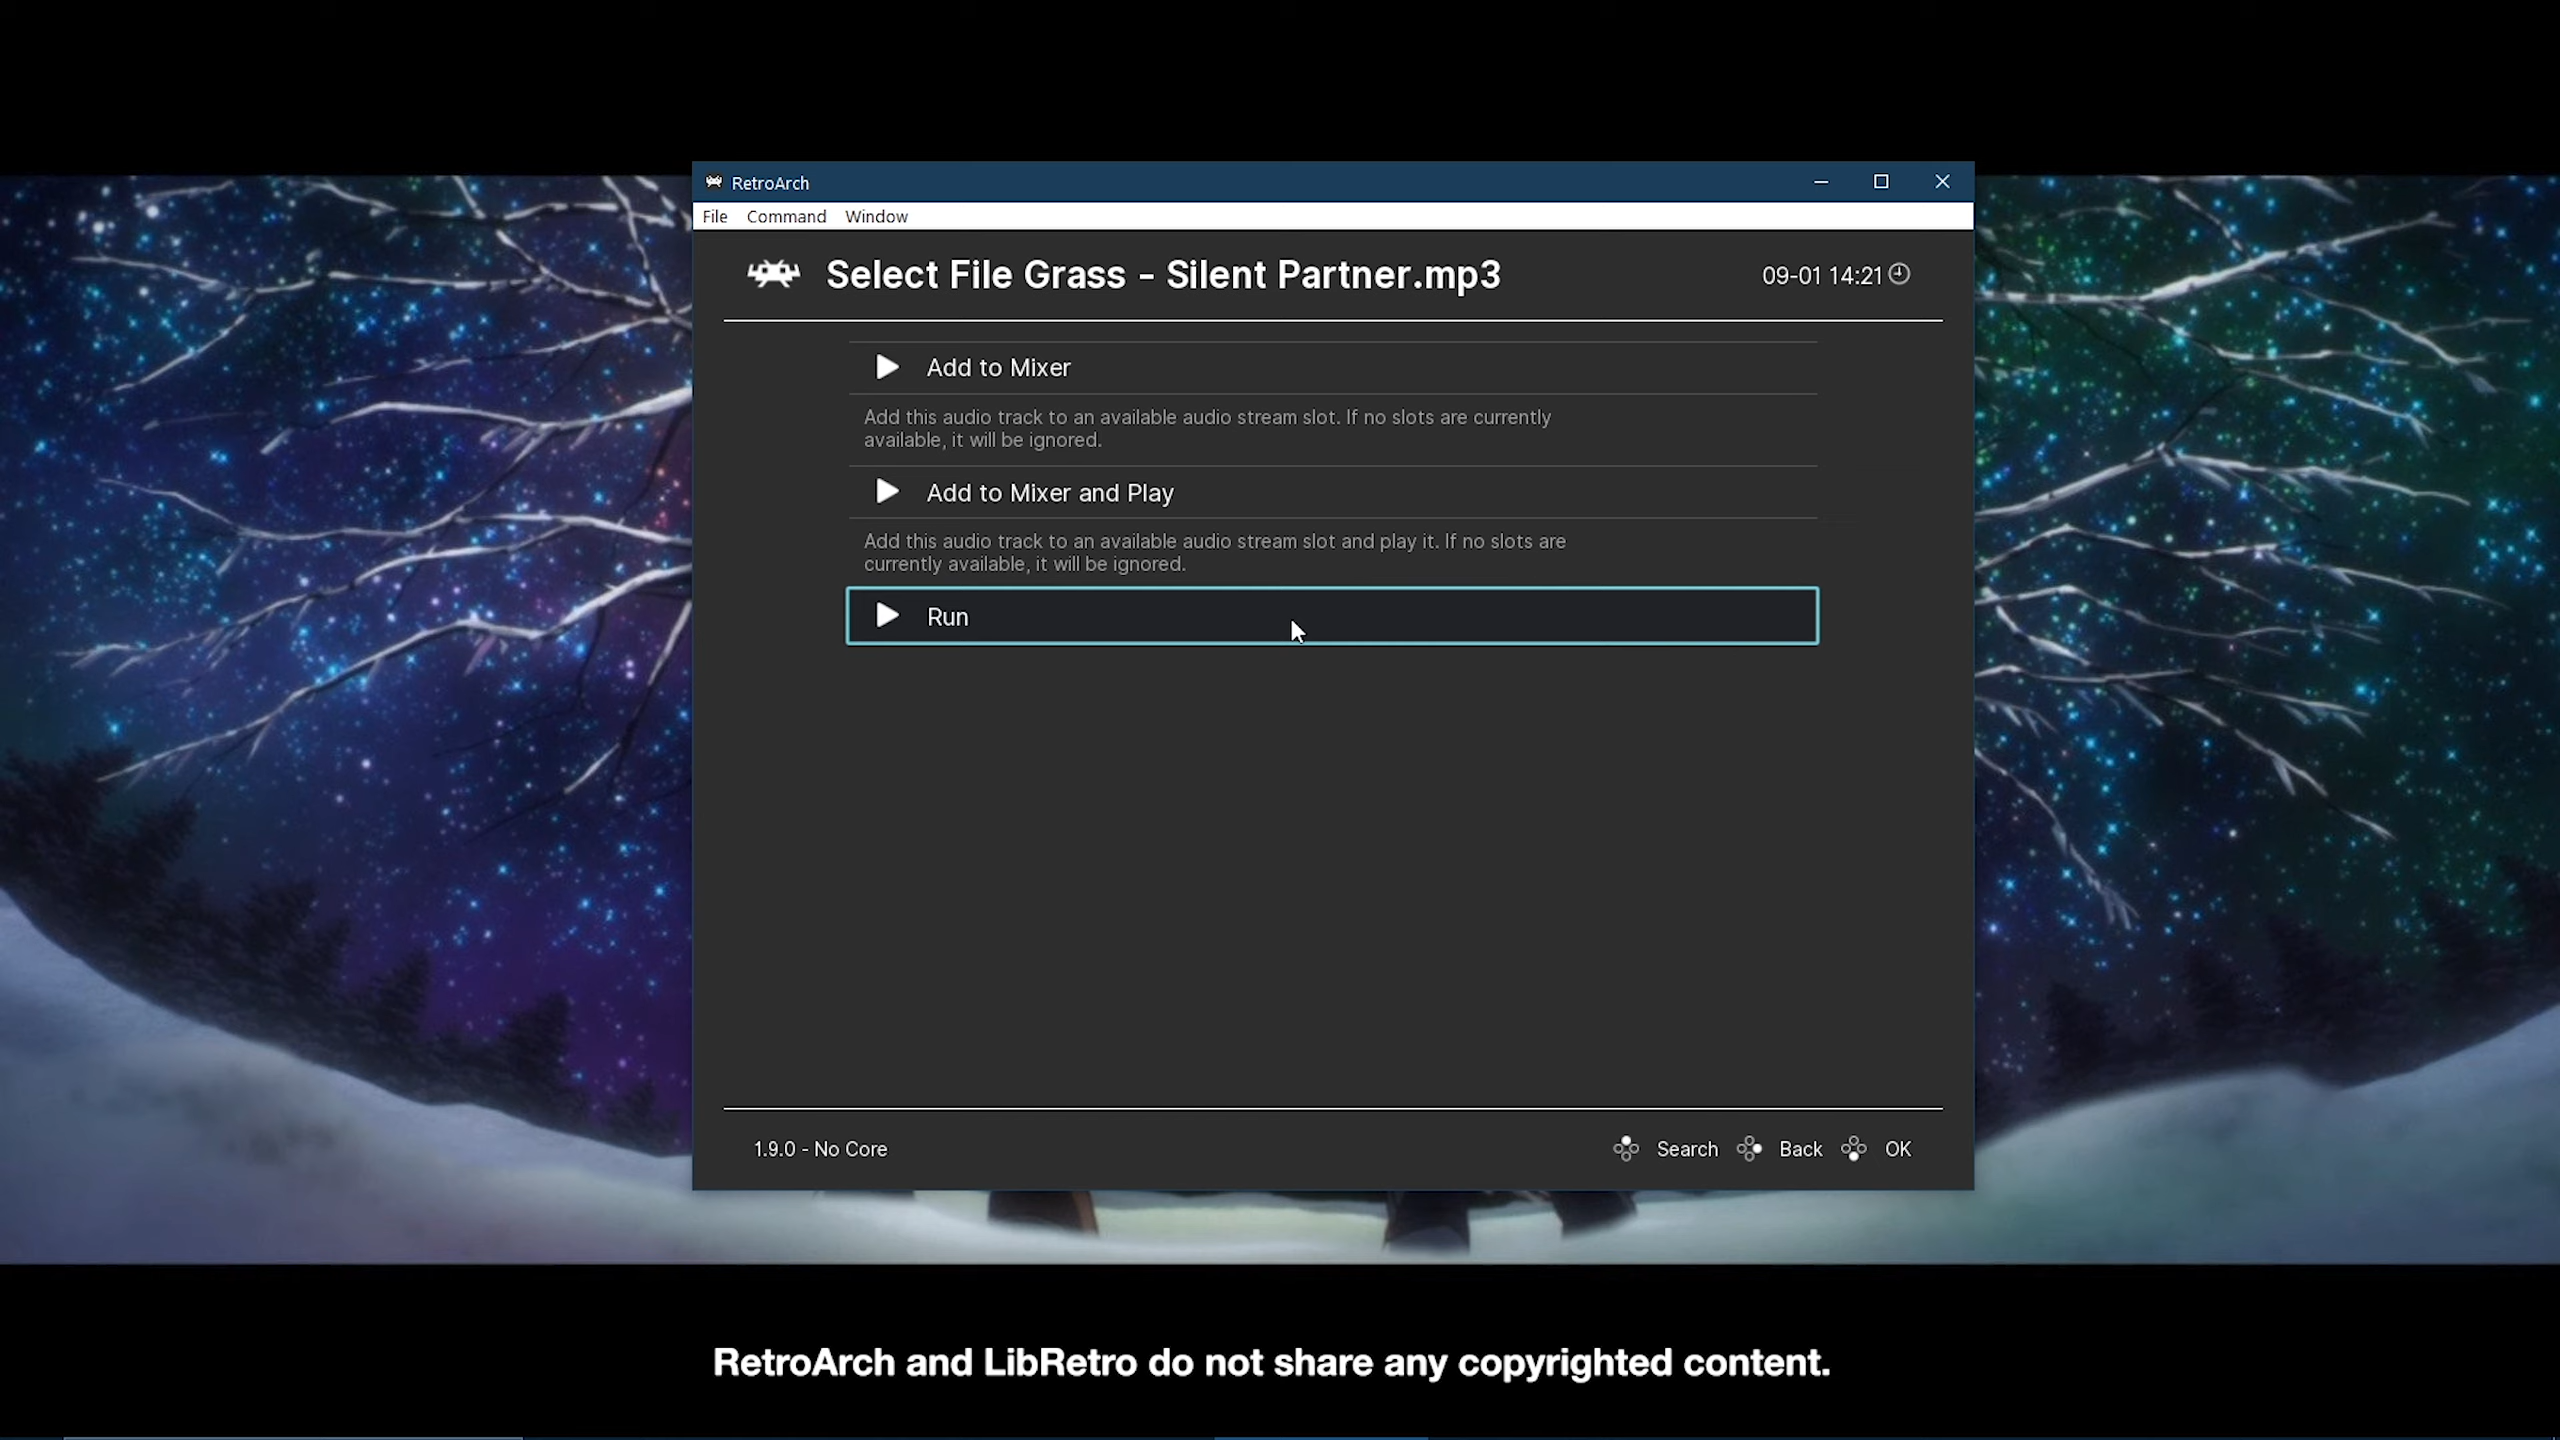 RetroArch
File Command Window
Select File Grass - Silent Partner.mp3
09-01 14:21
Add to Mixer
Add this audio track to an available audio stream slot. If no slots are currently
available, it will be ignored.
Add to Mixer and Play
Add this audio track to an available audio stream slot and play it. If no slots are
currently available, it will be ignored.
Run
1.9.0 - No Core
Search Back OK
RetroArch and LibRetro do not share any copyrighted content.